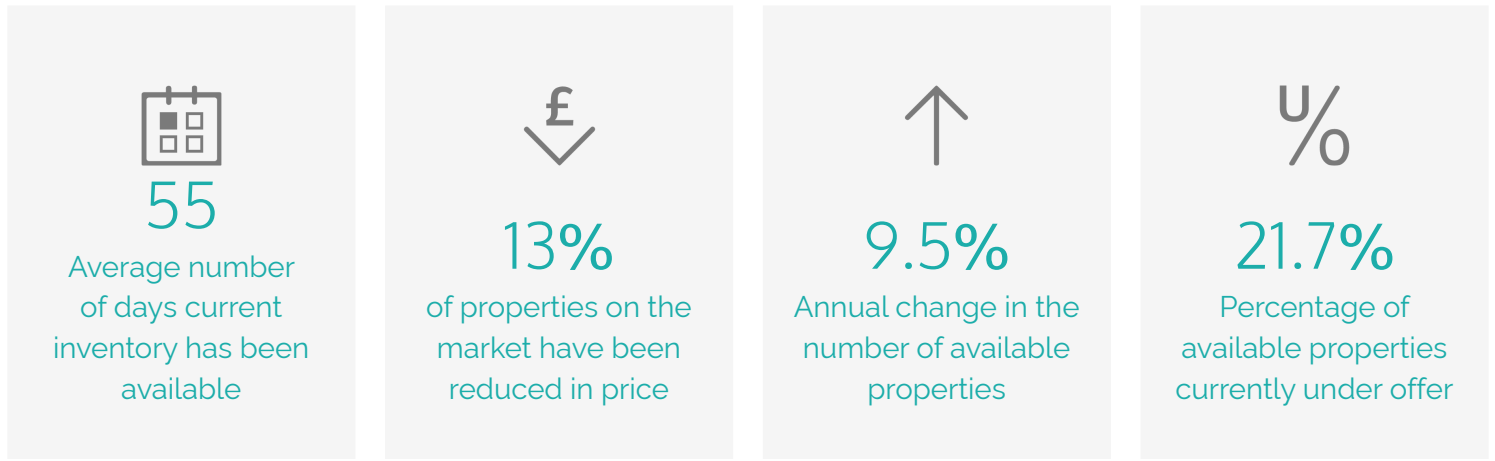 55
Average number
of days current
inventory has been
available
£
13%
of properties on the
market have been
reduced in price
9.5%
Annual change in the
number of available
properties
U/O
21.7%
Percentage of
available properties
currently under offer